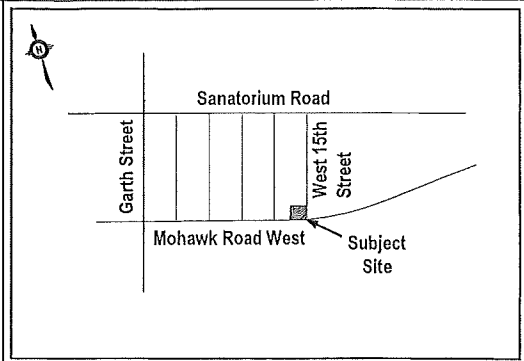 N
Sanatorium Road
Garth Street
West 15th
Street
Mohawk Road West
Subject
Site